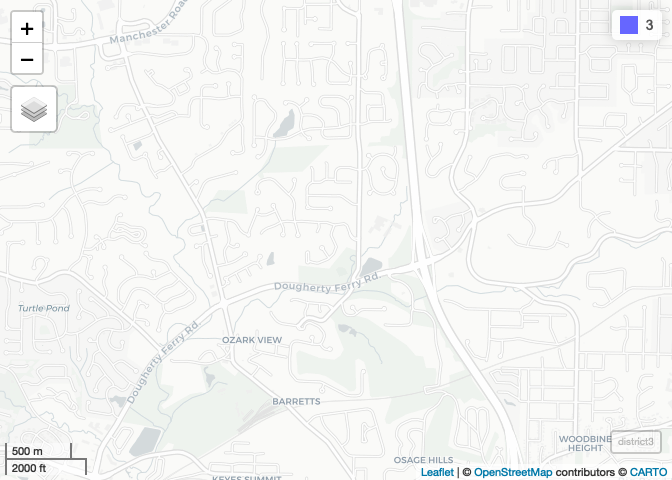 +
−
3
Manchester Road
Dougherty Ferry Rd.
Turtle Pond
OZARK VIEW
Dougherty Ferry Rd.
BARRETTS
WOODBINE
HEIGHT
district3
500 m
2000 ft
OSAGE HILLS
KEYES SUMMIT
Leaflet | © OpenStreetMap contributors © CARTO